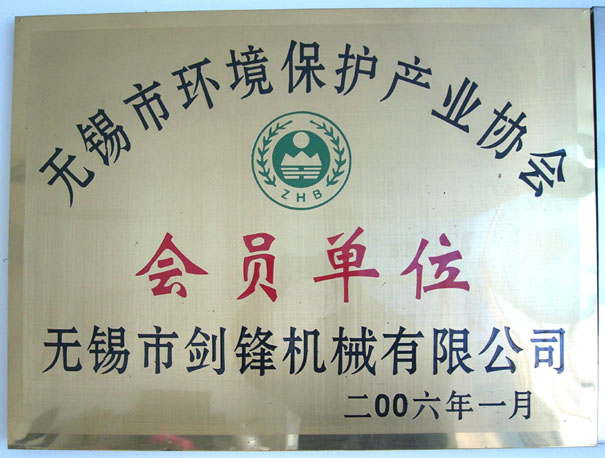 无锡市环境保护产业协会
ZHB
会员单位
无锡市剑锋机械有限公司
二00六年一月